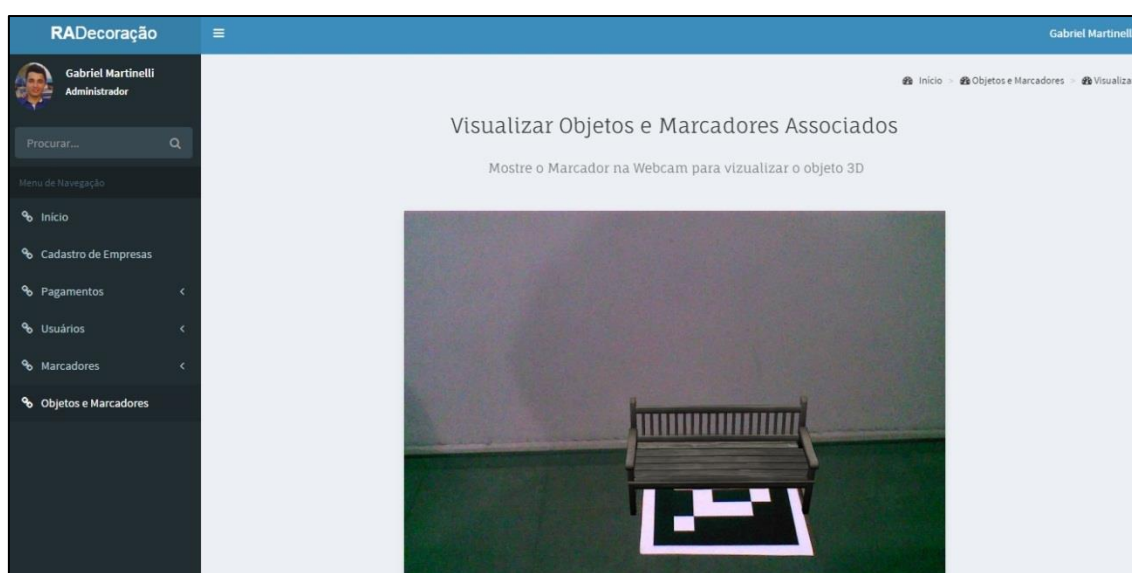 RADecoração
Gabriel Martinelli
Gabriel Martinelli
Administrador
Início > Objetos e Marcadores > Visualizar
Procurar...
Menu de Navegação
Início
Cadastro de Empresas
Pagamentos
Usuários
Marcadores
Objetos e Marcadores
Visualizar Objetos e Marcadores Associados
Mostre o Marcador na Webcam para vizualizar o objeto 3D